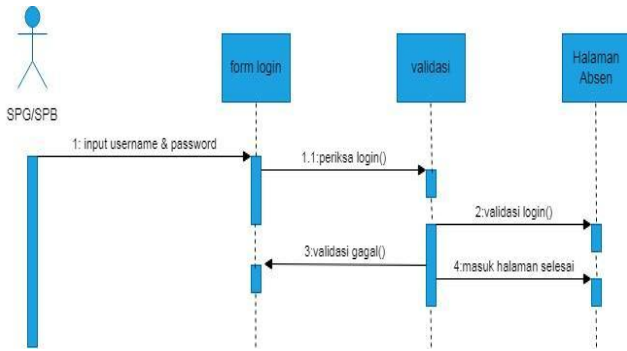 SPG/SPB
form login
validasi
Halaman
Absen
1: input username & password
1.1:periksa login()
2:validasi login()
3:validasi gagal()
4:masuk halaman selesai